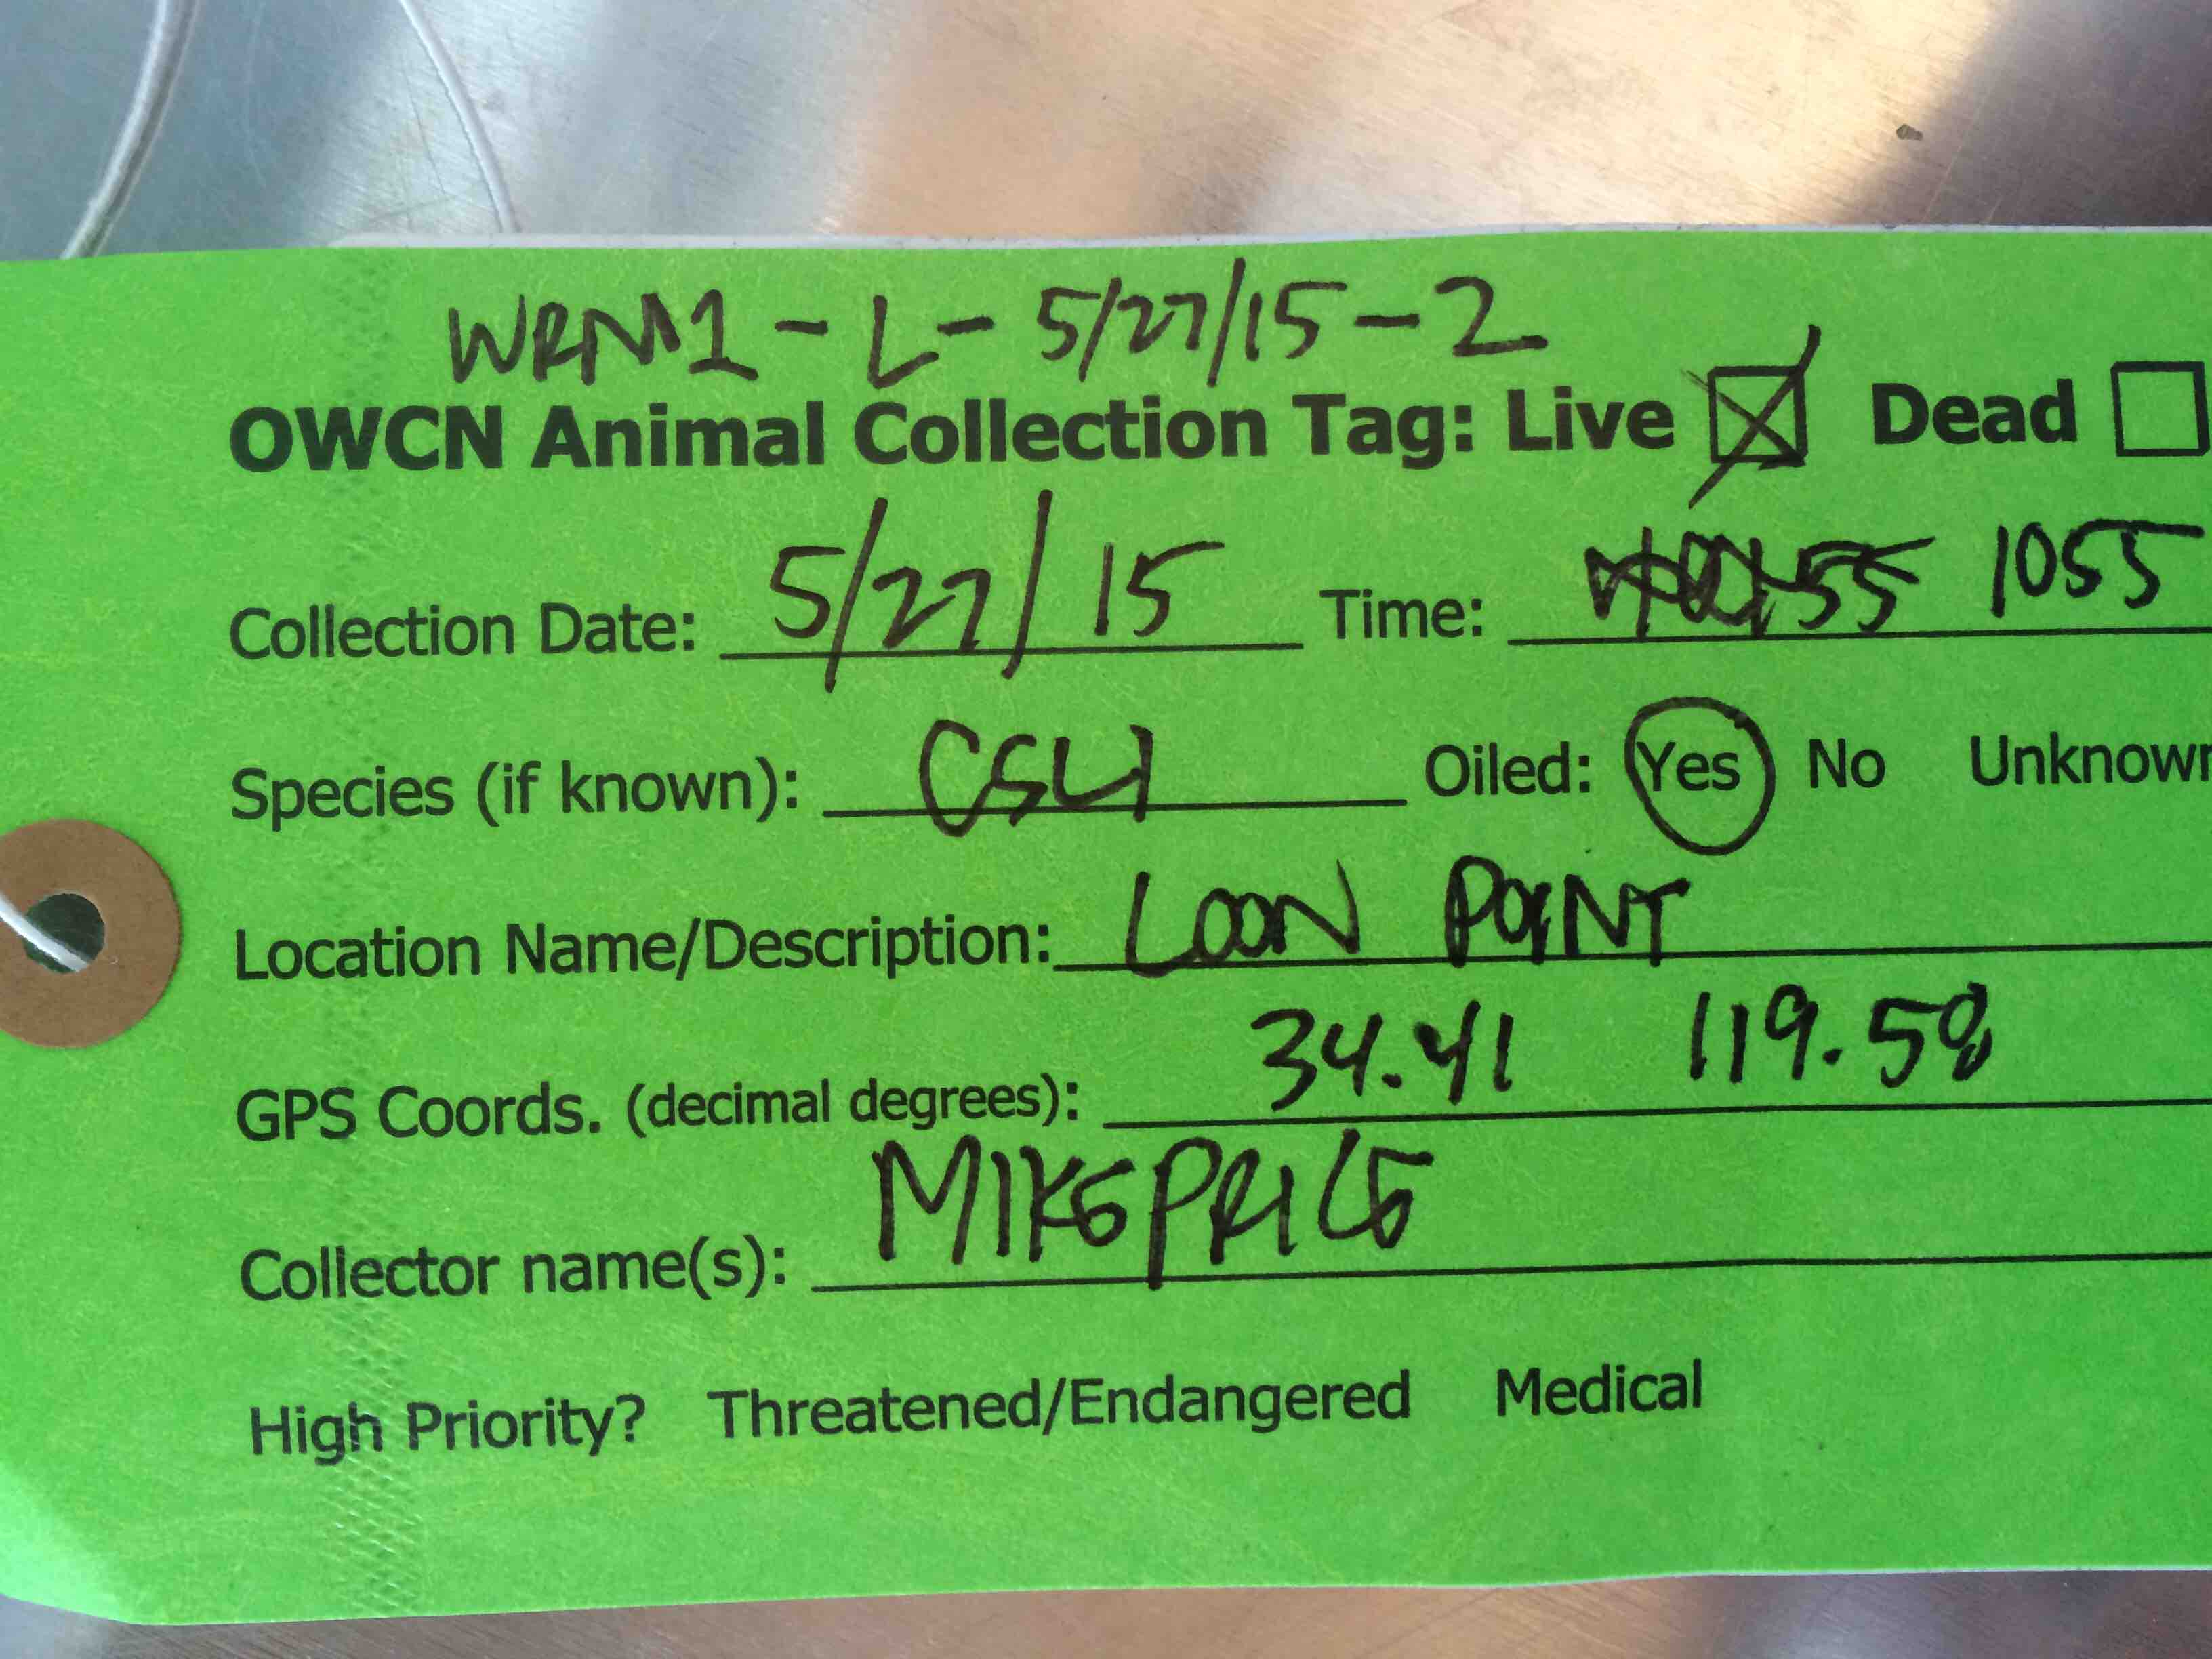 WRM1-L-5/27/15-2
OWCN Animal Collection Tag: Live Dead
Collection Date: 5/27/15 Time: 1055
Species (if known): CSLI Oiled: Yes No Unknown
Location Name/Description: LOON POINT
GPS Coords. (decimal degrees): 34.41 119.58
Collector name(s): MIKE PRICE
High Priority? Threatened/Endangered Medical